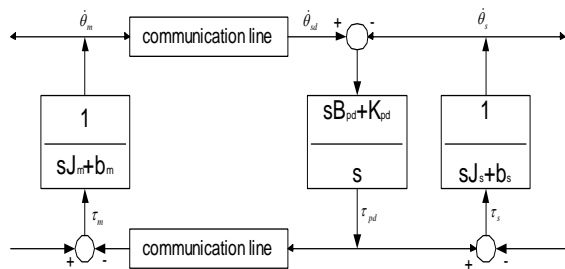 θ̇ₘ
communication line
θ̇ₛd
+
-
θ̇ₛ
1
sJₘ+bₘ
sBpd+Kpd
s
1
sJₛ+bₛ
τₘ
τpd
τₛ
+
-
communication line
+
-